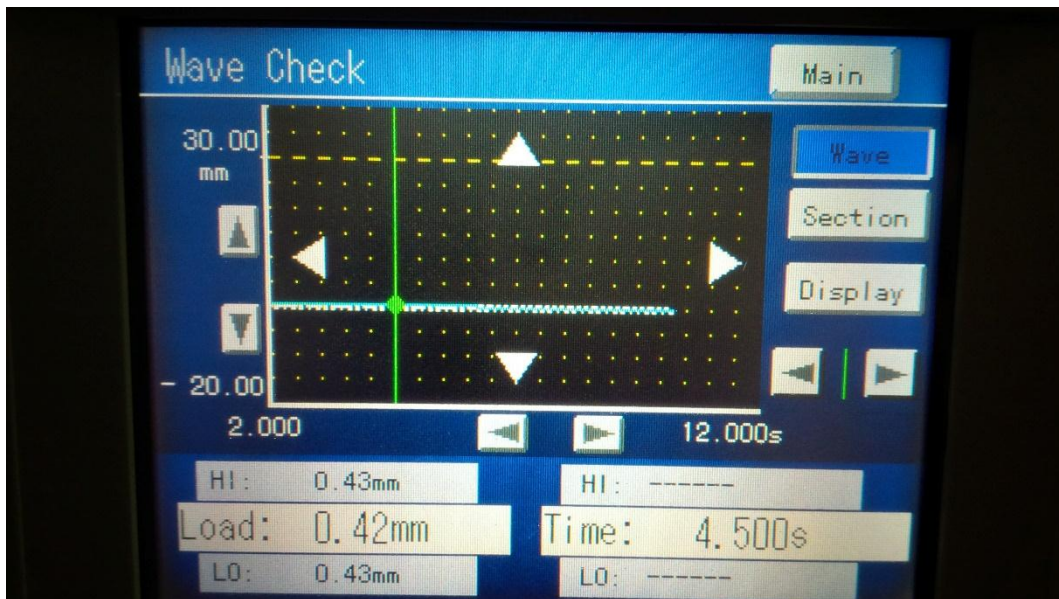 Wave Check
Main
30.00
mm
Wave
Section
Display
- 20.00
2.000
12.000s
HI: 0.43mm
HI: ------
Load: 0.42mm
Time: 4.500s
LO: 0.43mm
LO: ------